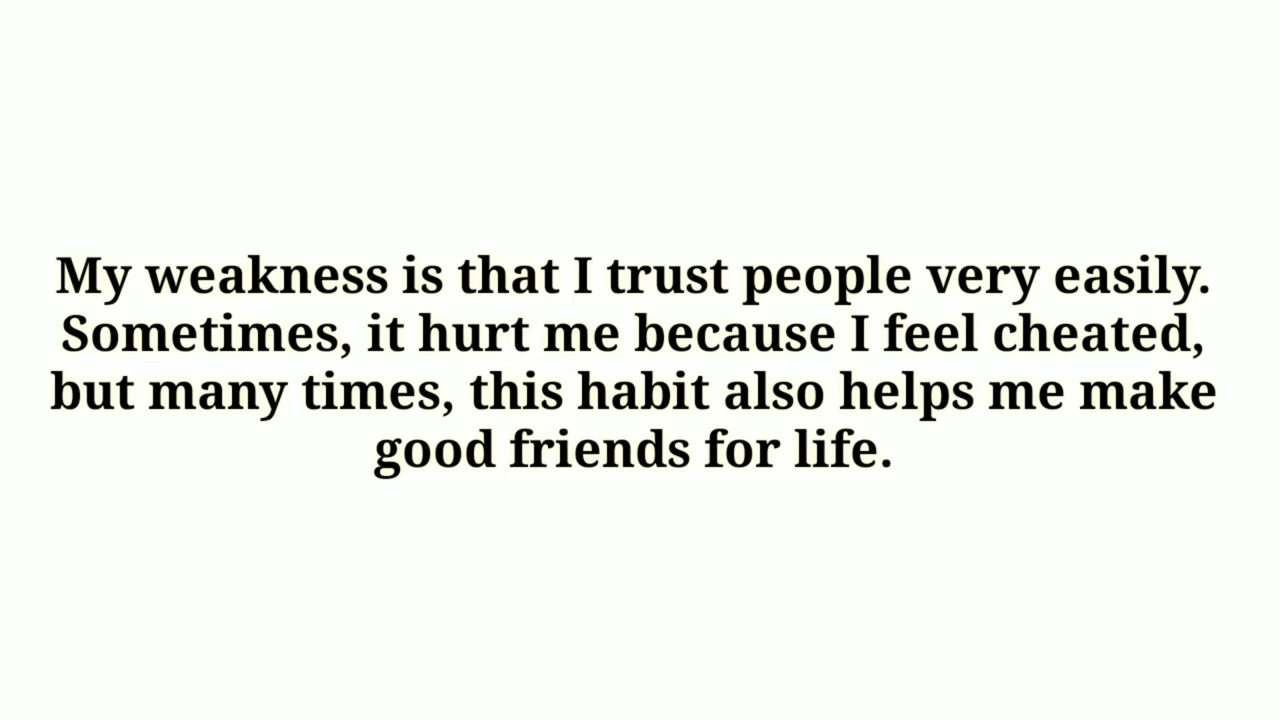 My weakness is that I trust people very easily.
Sometimes, it hurt me because I feel cheated,
but many times, this habit also helps me make
good friends for life.